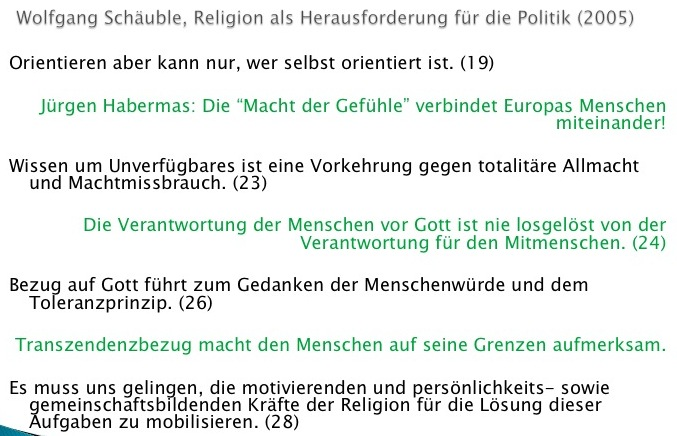 Wolfgang Schäuble, Religion als Herausforderung für die Politik (2005)
Orientieren aber kann nur, wer selbst orientiert ist. (19)
Jürgen Habermas: Die “Macht der Gefühle” verbindet Europas Menschen
miteinander!
Wissen um Unverfügbares ist eine Vorkehrung gegen totalitäre Allmacht
und Machtmissbrauch. (23)
Die Verantwortung der Menschen vor Gott ist nie losgelöst von der
Verantwortung für den Mitmenschen. (24)
Bezug auf Gott führt zum Gedanken der Menschenwürde und dem
Toleranzprinzip. (26)
Transzendenzbezug macht den Menschen auf seine Grenzen aufmerksam.
Es muss uns gelingen, die motivierenden und persönlichkeits- sowie
gemeinschaftsbildenden Kräfte der Religion für die Lösung dieser
Aufgaben zu mobilisieren. (28)